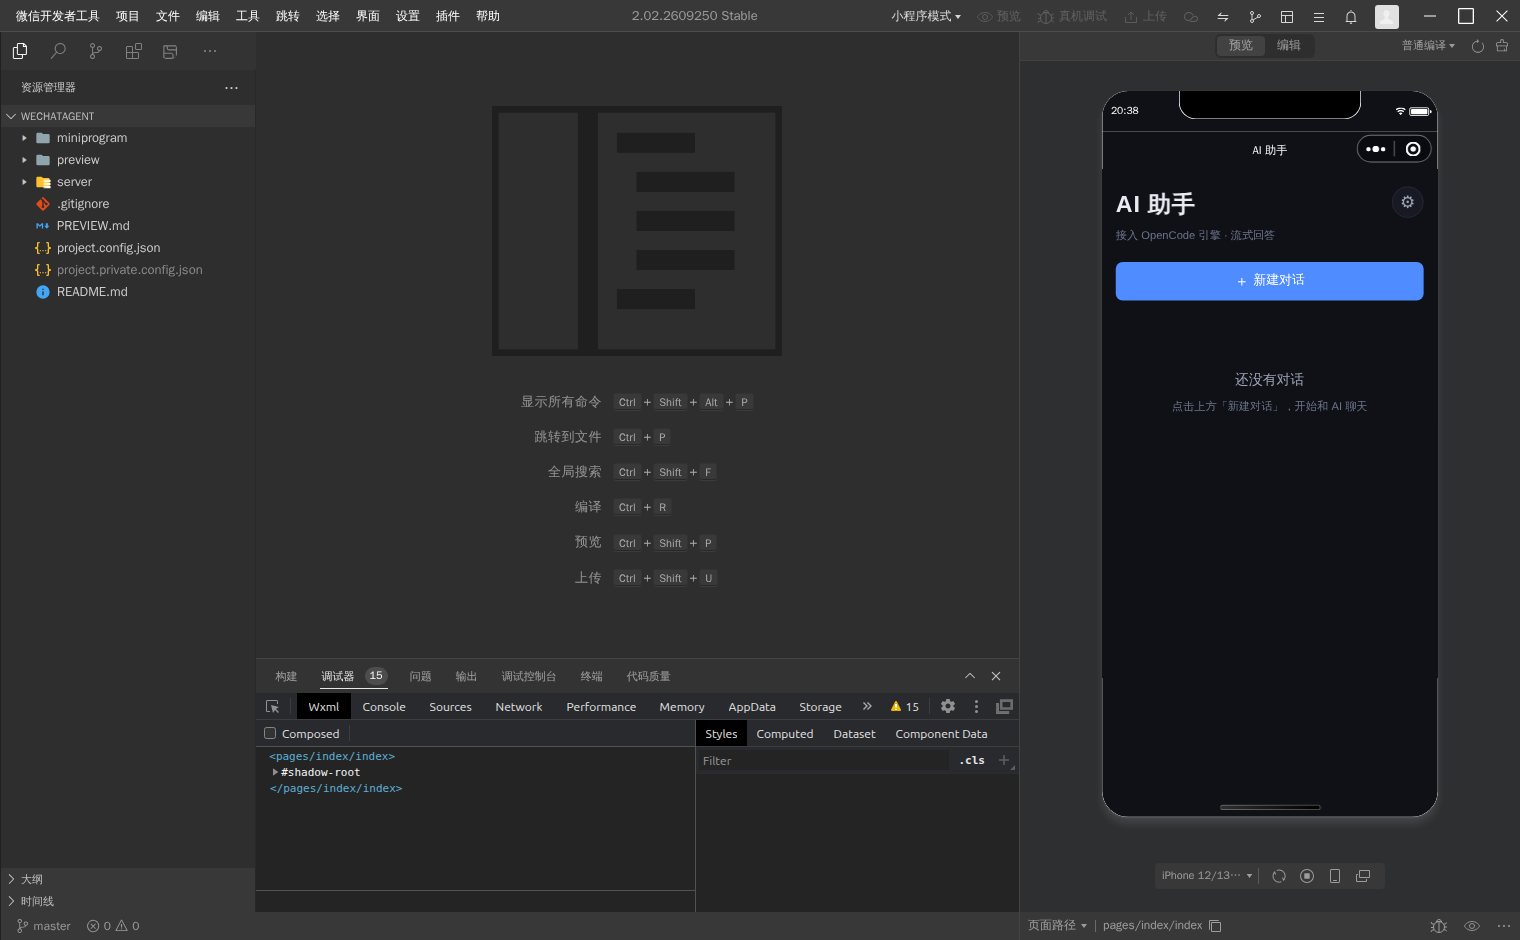 微信开发者工具 项目 文件 编辑 工具 跳转 选择 界面 设置 插件 帮助 2.02.2609250 Stable 小程序模式 预览 真机调试 上传
预览 编辑 普通编译
资源管理器
WECHATAGENT
miniprogram
preview
server
.gitignore
PREVIEW.md
project.config.json
project.private.config.json
README.md
大纲
时间线
master 0 0
显示所有命令 Ctrl + Shift + Alt + P
跳转到文件 Ctrl + P
全局搜索 Ctrl + Shift + F
编译 Ctrl + R
预览 Ctrl + Shift + P
上传 Ctrl + Shift + U
构建 调试器 15 问题 输出 调试控制台 终端 代码质量
Wxml Console Sources Network Performance Memory AppData Storage 15
Composed
<pages/index/index>
#shadow-root
</pages/index/index>
Styles Computed Dataset Component Data
Filter .cls
20:38
AI 助手
AI 助手
接入 OpenCode 引擎 · 流式回答
+ 新建对话
还没有对话
点击上方「新建对话」，开始和 AI 聊天
iPhone 12/13···
页面路径 pages/index/index